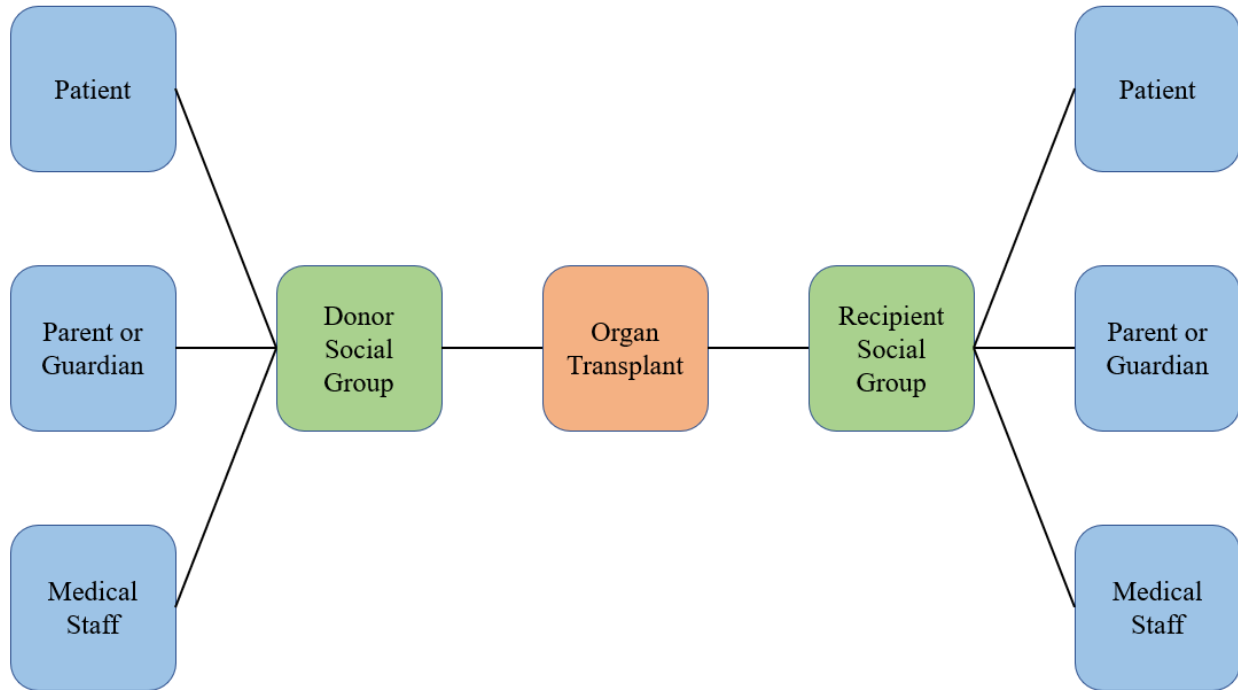 Patient
Patient
Parent or
Guardian
Donor
Social
Group
Organ
Transplant
Recipient
Social
Group
Parent or
Guardian
Medical
Staff
Medical
Staff